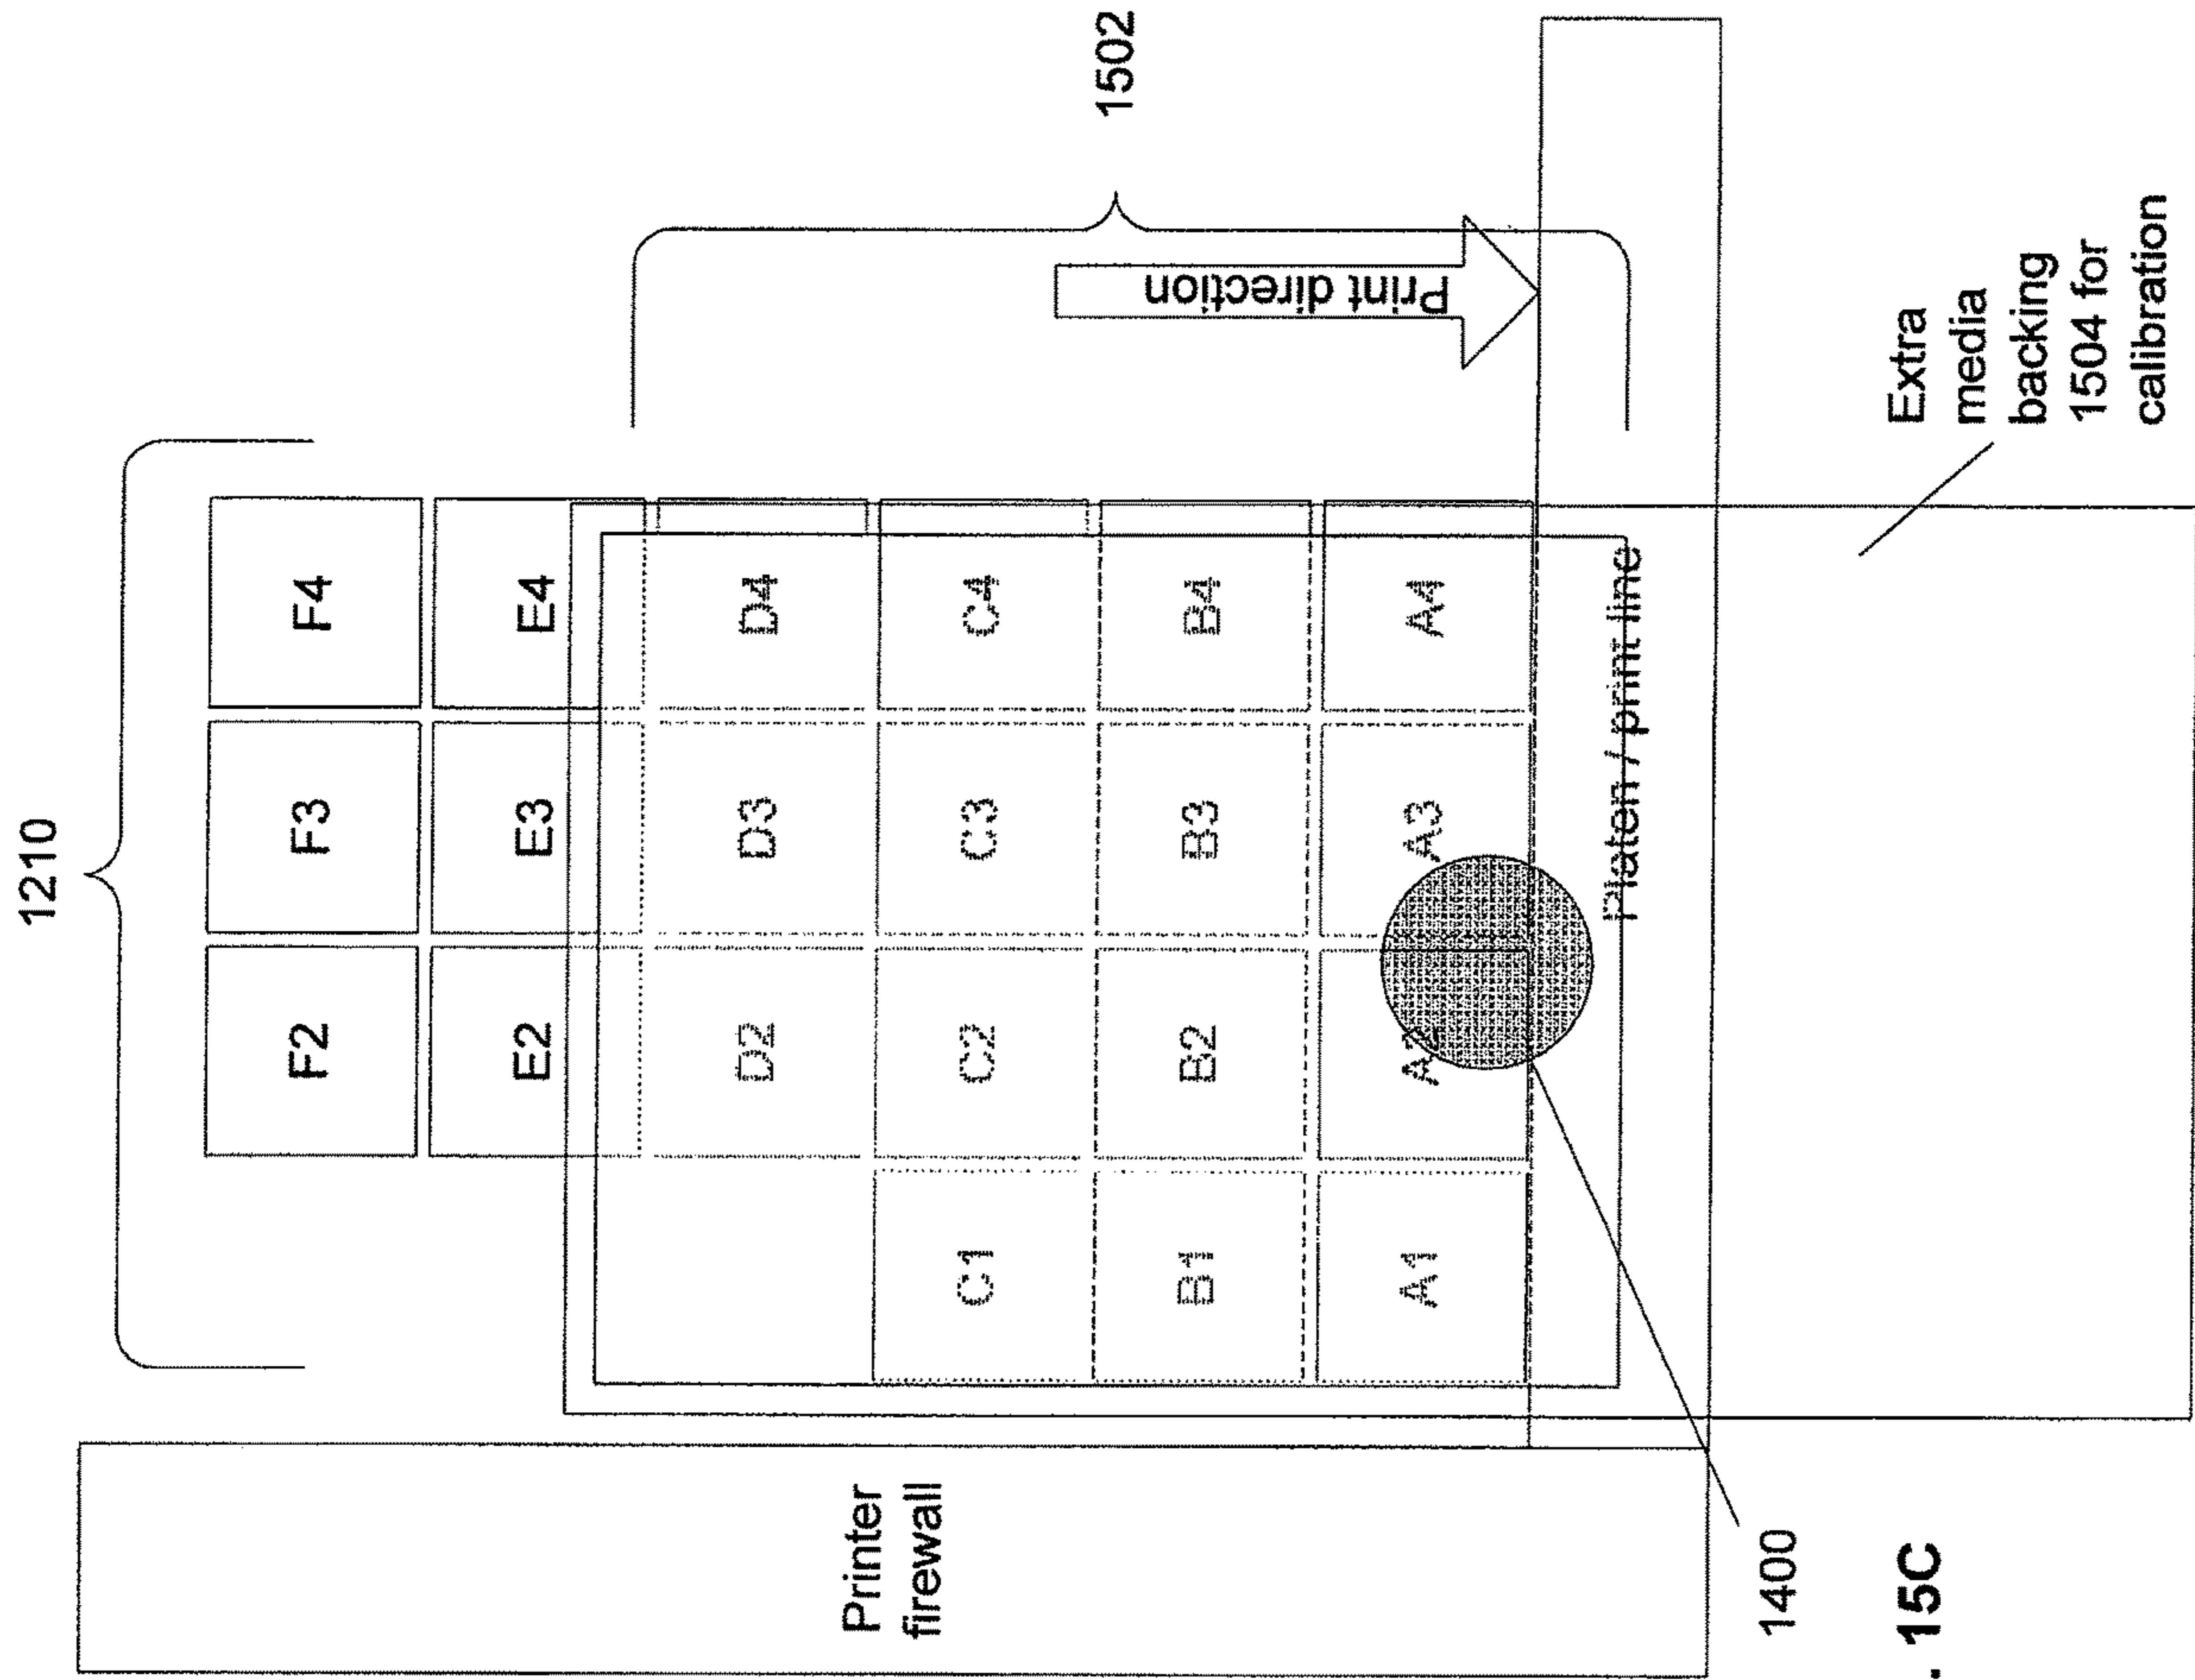 1210
F2 F3 F4
E2 E3 E4
D2 D3 D4
Printer
firewall
C1 C2 C3 C4
1502
B1 B2 B3 B4
Print direction
A1 A2 A3 A4
Platen / print line
1400
Extra
media
backing
1504 for
calibration
. 15C